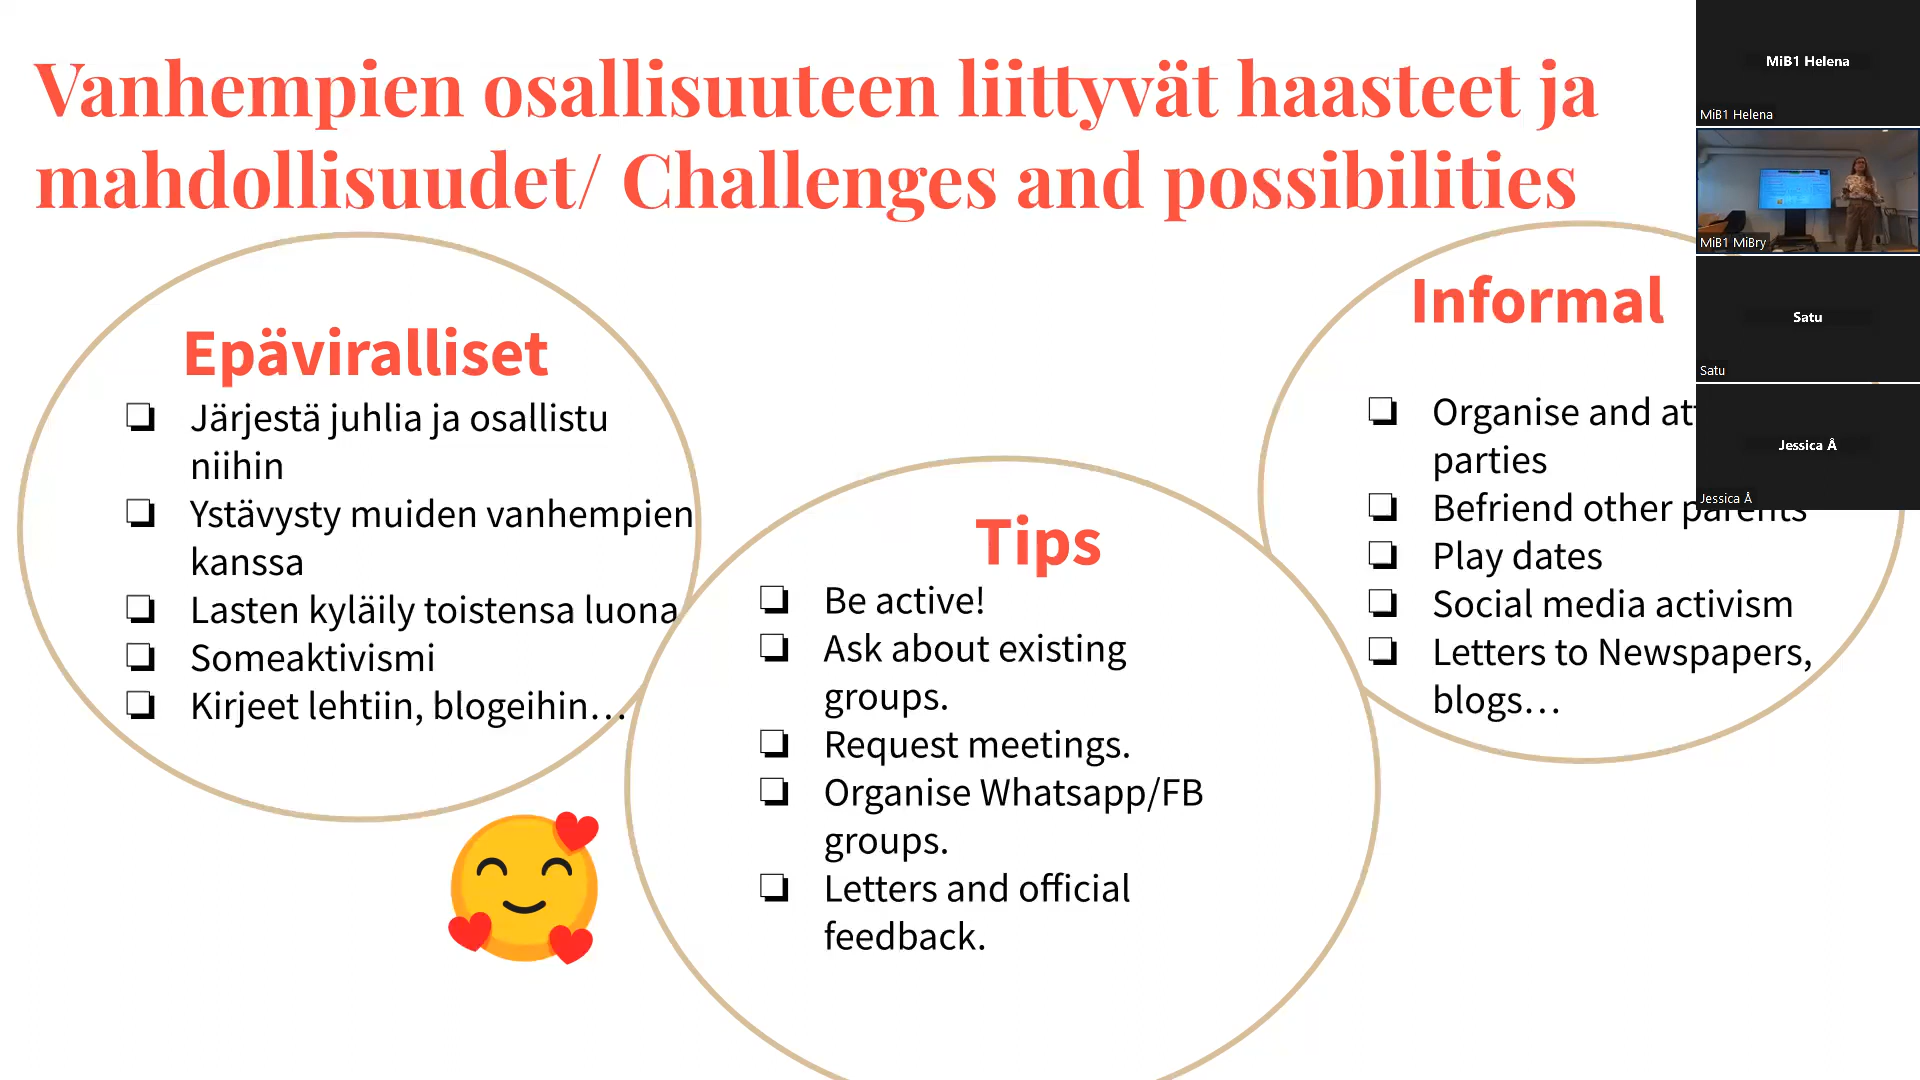 Vanhempien osallisuuteen liittyvät haasteet ja
mahdollisuudet/ Challenges and possibilities
Epäviralliset
Järjestä juhlia ja osallistu
niihin
Ystävysty muiden vanhempien
kanssa
Lasten kyläily toistensa luona
Someaktivismi
Kirjeet lehtiin, blogeihin…
Tips
Be active!
Ask about existing
groups.
Request meetings.
Organise Whatsapp/FB
groups.
Letters and official
feedback.
Informal
Organise and
parties
Befriend other parents
Play dates
Social media activism
Letters to Newspapers,
blogs…
MiB1 Helena
MiB1 Helena
MiB1 MiBry
Satu
Satu
Jessica Å
Jessica Å